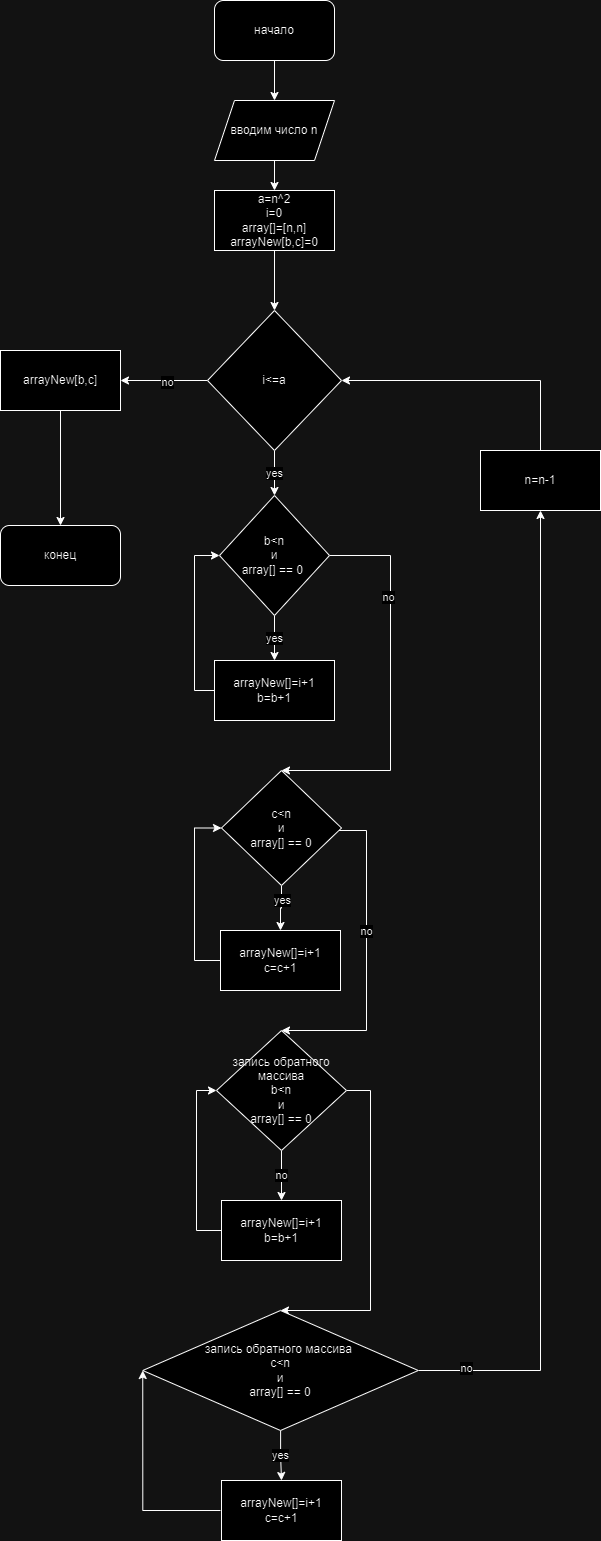 начало
вводим число n
a=n^2
i=0
array[]=[n,n]
arrayNew[b,c]=0
i<=a
no
arrayNew[b,c]
конец
yes
n=n-1
b<n
и
array[] == 0
no
yes
arrayNew[]=i+1
b=b+1
c<n
и
array[] == 0
yes
no
arrayNew[]=i+1
c=c+1
запись обратного
массива
b<n
и
array[] == 0
no
arrayNew[]=i+1
b=b+1
запись обратного массива
c<n
и
array[] == 0
no
yes
arrayNew[]=i+1
c=c+1